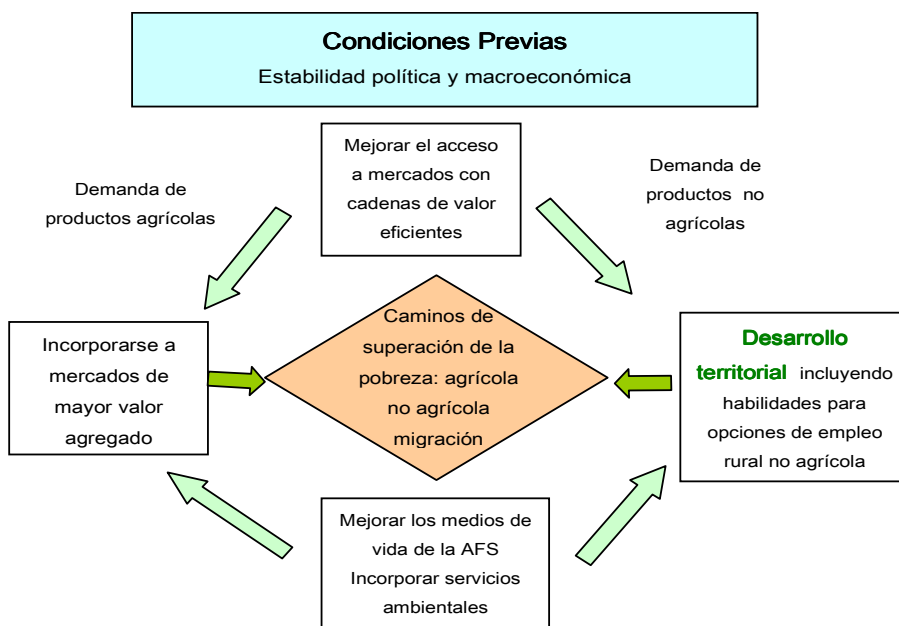 Condiciones Previas
Estabilidad política y macroeconómica
Mejorar el acceso
a mercados con
cadenas de valor
eficientes
Demanda de
productos agrícolas
Demanda de
productos no
agrícolas
Incorporarse a
mercados de
mayor valor
agregado
Caminos de
superación de la
pobreza: agrícola
no agrícola
migración
Desarrollo
territorial incluyendo
habilidades para
opciones de empleo
rural no agrícola
Mejorar los medios de
vida de la AFS
Incorporar servicios
ambientales